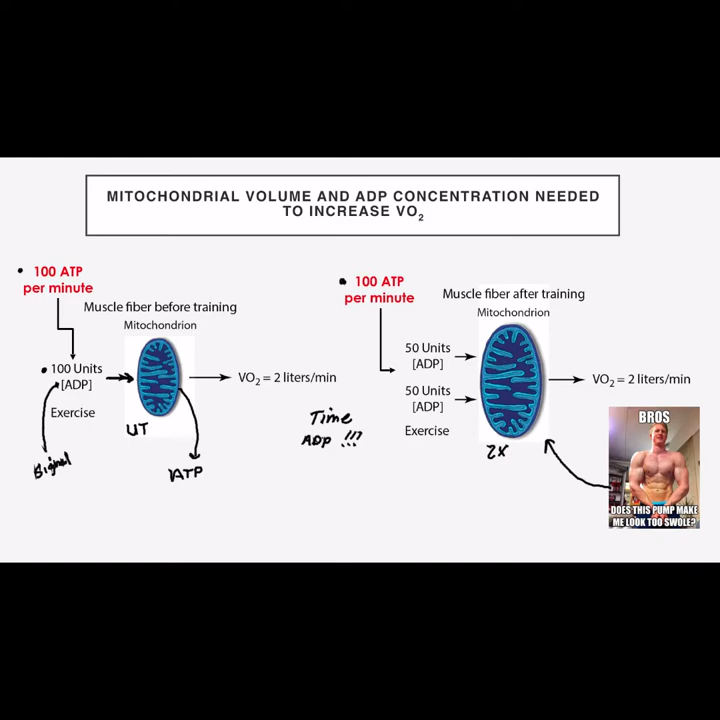 MITOCHONDRIAL VOLUME AND ADP CONCENTRATION NEEDED
TO INCREASE VO2
• 100 ATP
per minute
Muscle fiber before training
Mitochondrion
• 100 Units
[ADP]
Exercise
VO2 = 2 liters/min
UT
ATP
Time
ADP !!!
• 100 ATP
per minute
Muscle fiber after training
Mitochondrion
50 Units
[ADP]
50 Units
[ADP]
Exercise
VO2 = 2 liters/min
2X
BROS
DOES THIS PUMP MAKE
ME LOOK TOO SWOLE?